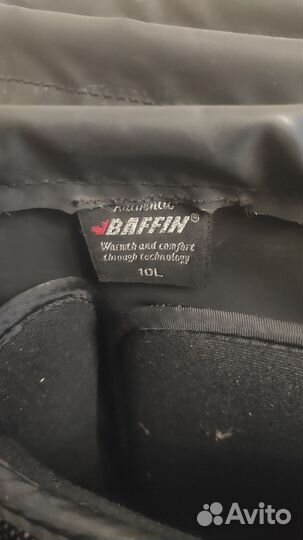 AUTHENTIC
BAFFIN®
Warmth and comfort
through technology
10L
Avito